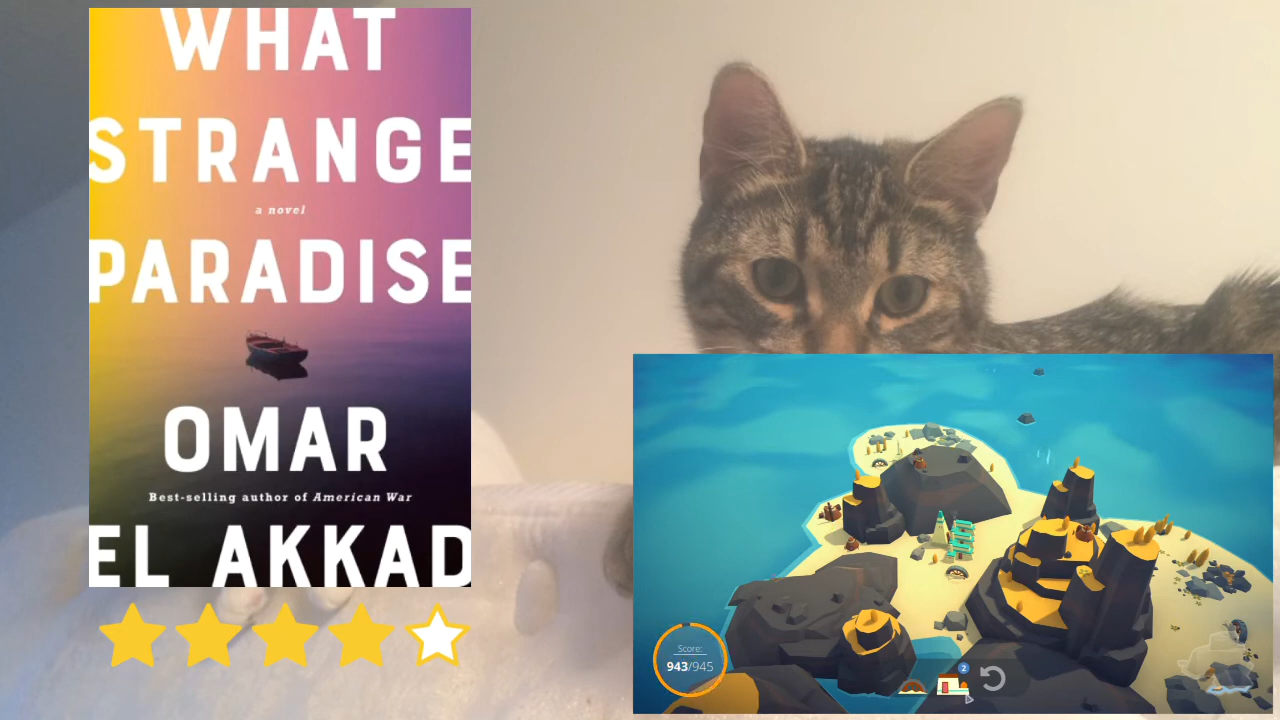 WHAT
STRANGE
a novel
PARADISE
OMAR
Best-selling author of American War
EL AKKAD
Score:
943/945
2